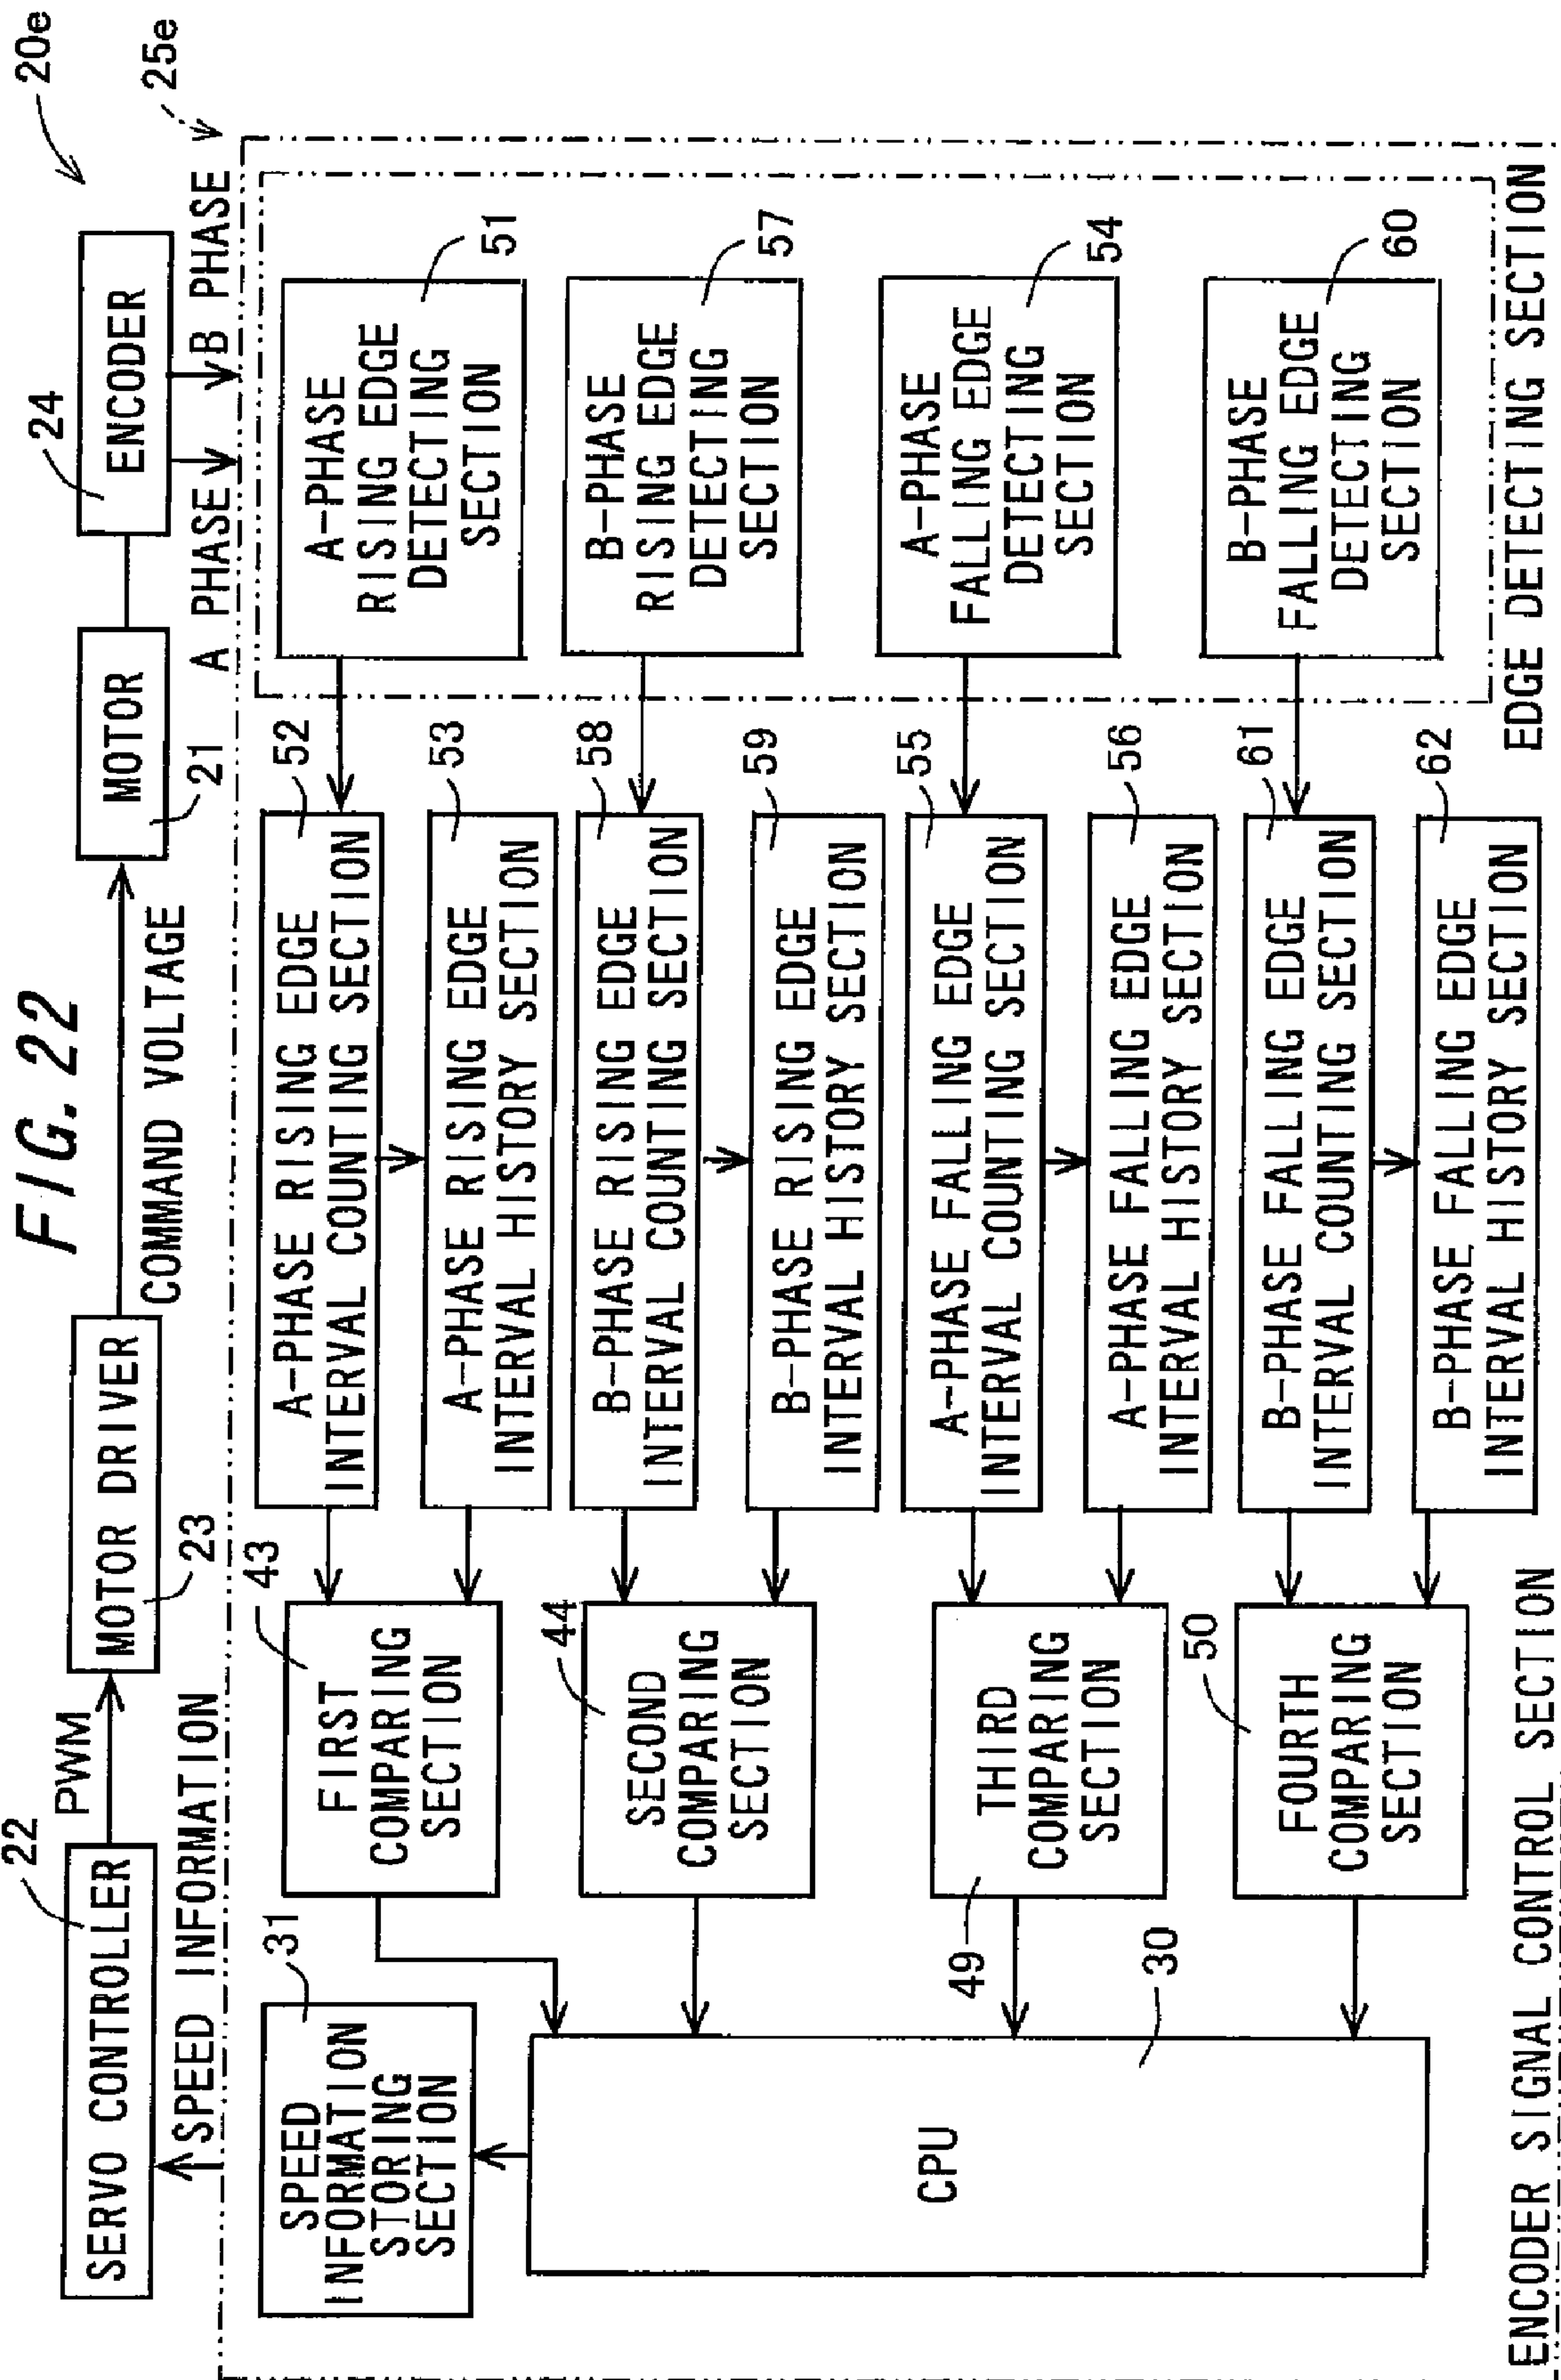 FIG. 22
20e
22
SERVO CONTROLLER
PWM
MOTOR DRIVER
23
COMMAND VOLTAGE
MOTOR
21
24
ENCODER
25e
SPEED INFORMATION
A PHASE
B PHASE
31
SPEED
INFORMATION
STORING
SECTION
CPU
30
43
FIRST
COMPARING
SECTION
44
SECOND
COMPARING
SECTION
49
THIRD
COMPARING
SECTION
50
FOURTH
COMPARING
SECTION
52
A-PHASE RISING EDGE
INTERVAL COUNTING SECTION
53
A-PHASE RISING EDGE
INTERVAL HISTORY SECTION
58
B-PHASE RISING EDGE
INTERVAL COUNTING SECTION
59
B-PHASE RISING EDGE
INTERVAL HISTORY SECTION
55
A-PHASE FALLING EDGE
INTERVAL COUNTING SECTION
56
A-PHASE FALLING EDGE
INTERVAL HISTORY SECTION
61
B-PHASE FALLING EDGE
INTERVAL COUNTING SECTION
62
B-PHASE FALLING EDGE
INTERVAL HISTORY SECTION
A-PHASE
RISING EDGE
DETECTING
SECTION
51
B-PHASE
RISING EDGE
DETECTING
SECTION
57
A-PHASE
FALLING EDGE
DETECTING
SECTION
54
B-PHASE
FALLING EDGE
DETECTING
SECTION
60
EDGE DETECTING SECTION
ENCODER SIGNAL CONTROL SECTION